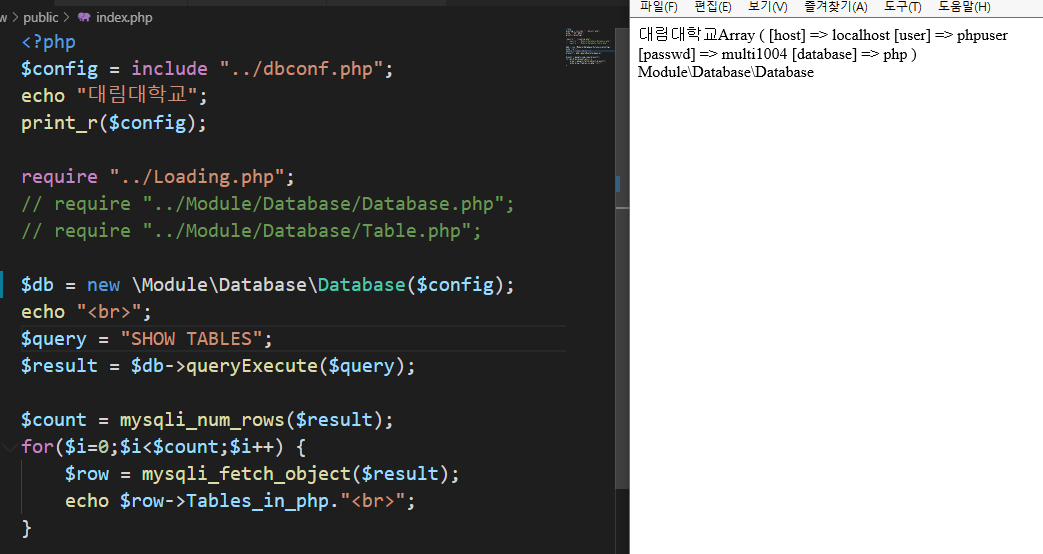 w > public > index.php
<?php
$config = include "../dbconf.php";
echo "대림대학교";
print_r($config);
require "../Loading.php";
// require "../Module/Database/Database.php";
// require "../Module/Database/Table.php";
$db = new \Module\Database\Database($config);
echo "<br>";
$query = "SHOW TABLES";
$result = $db->queryExecute($query);
$count = mysqli_num_rows($result);
for($i=0;$i<$count;$i++) {
$row = mysqli_fetch_object($result);
echo $row->Tables_in_php."<br>";
}
파일(F) 편집(E) 보기(V) 즐겨찾기(A) 도구(T) 도움말(H)
대림대학교Array ( [host] => localhost [user] => phpuser
[passwd] => multi1004 [database] => php )
Module\Database\Database